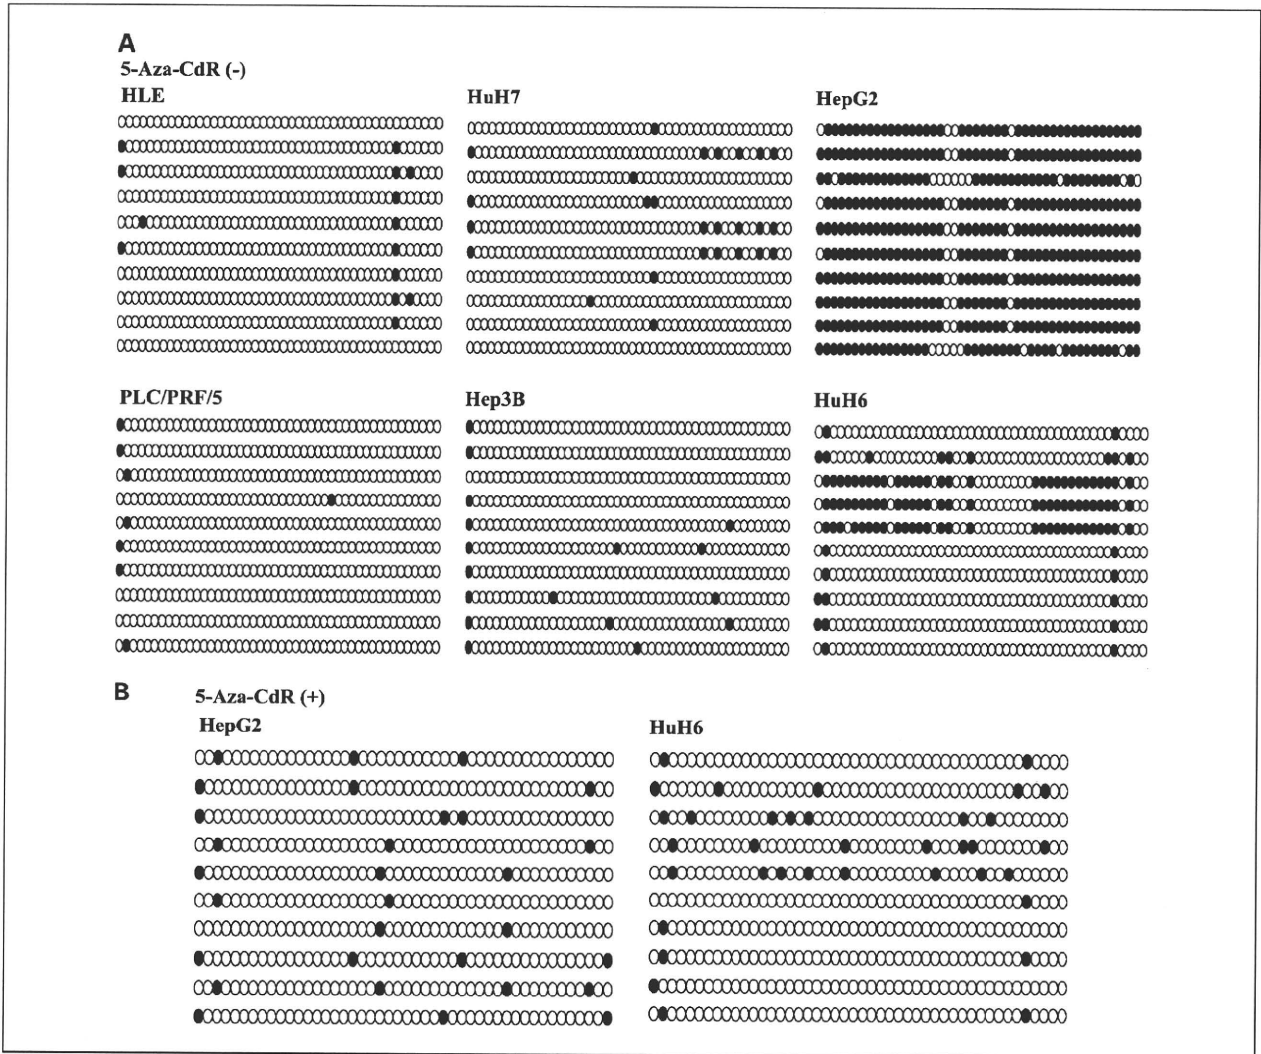 A
5-Aza-CdR (-)
HLE
HuH7
HepG2
PLC/PRF/5
Hep3B
HuH6
B
5-Aza-CdR (+)
HepG2
HuH6